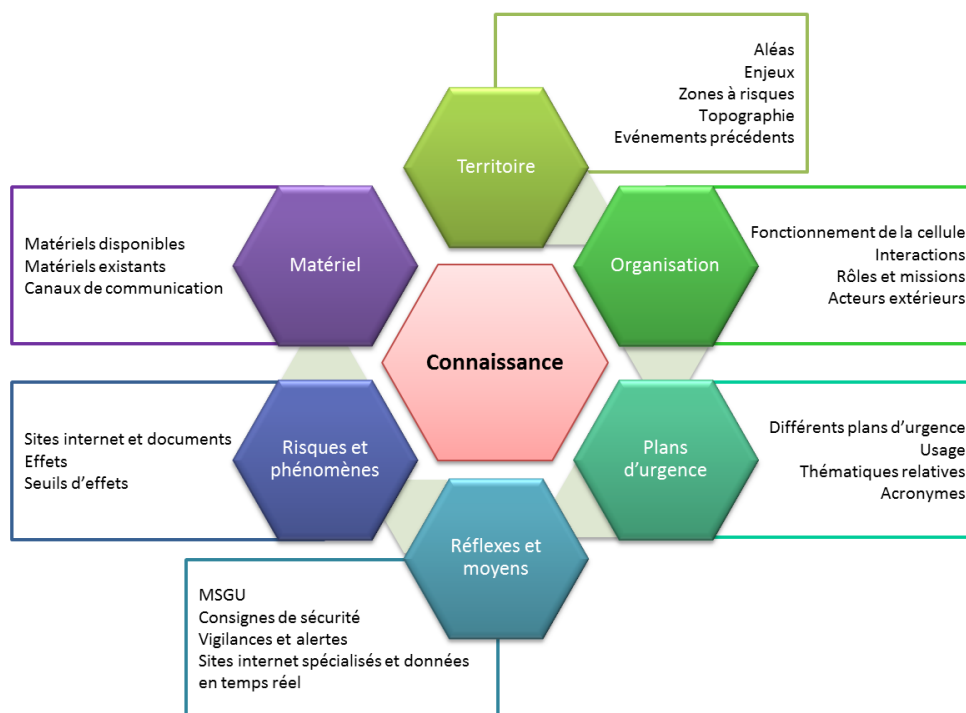 Aléas
Enjeux
Zones à risques
Topographie
Evénements précédents
Territoire
Matériels disponibles
Matériels existants
Canaux de communication
Matériel
Organisation
Fonctionnement de la cellule
Interactions
Rôles et missions
Acteurs extérieurs
Connaissance
Sites internet et documents
Effets
Seuils d'effets
Risques et
phénomènes
Plans
d'urgence
Différents plans d'urgence
Usage
Thématiques relatives
Acronymes
Réflexes et
moyens
MSGU
Consignes de sécurité
Vigilances et alertes
Sites internet spécialisés et données
en temps réel